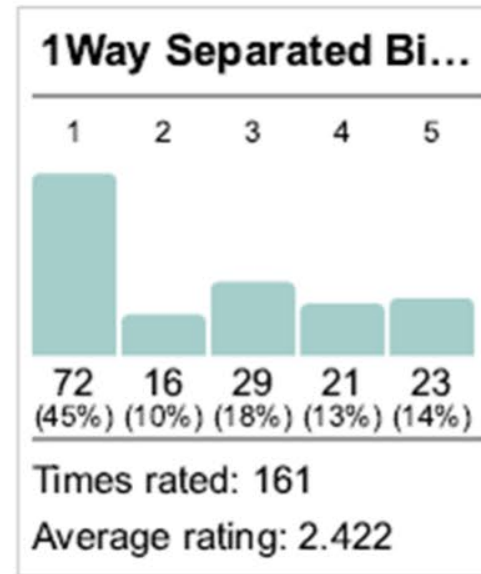 1Way Separated Bi...
1 2 3 4 5
72 16 29 21 23
(45%) (10%) (18%) (13%) (14%)
Times rated: 161
Average rating: 2.422